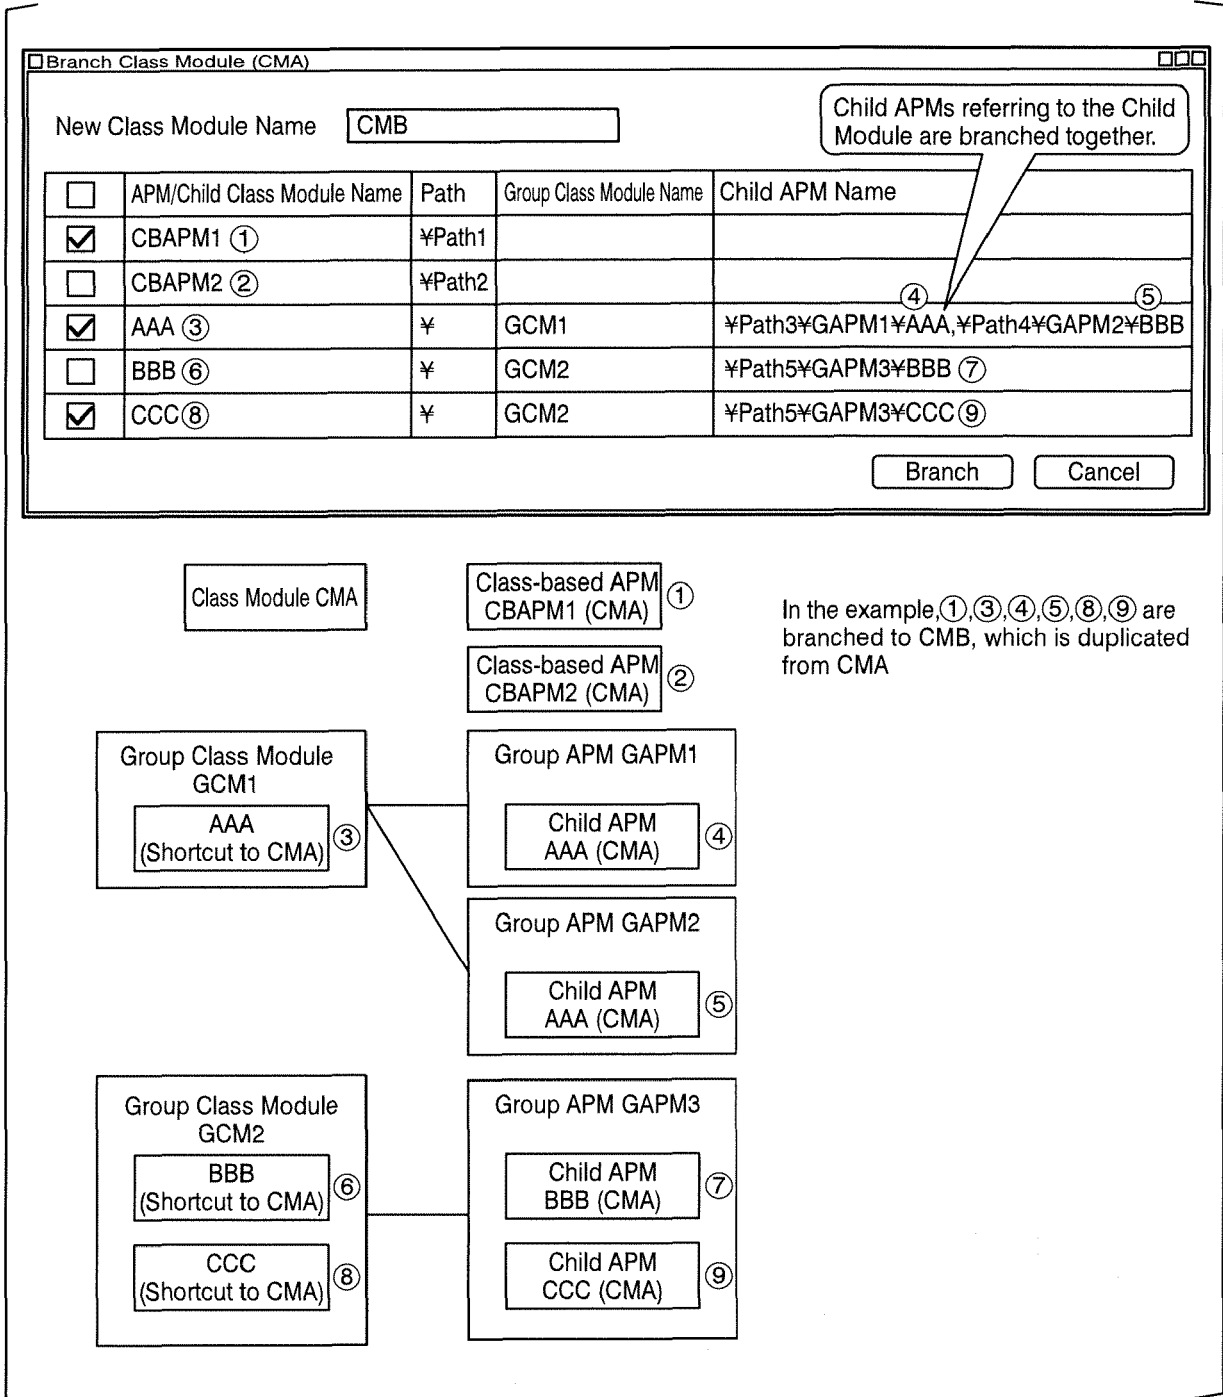 Branch Class Module (CMA)
New Class Module Name CMB
Child APMs referring to the Child
Module are branched together.
APM/Child Class Module Name Path Group Class Module Name Child APM Name
CBAPM1 ① ¥Path1
CBAPM2 ② ¥Path2
④ ⑤
AAA ③ ¥ GCM1 ¥Path3¥GAPM1¥AAA,¥Path4¥GAPM2¥BBB
BBB ⑥ ¥ GCM2 ¥Path5¥GAPM3¥BBB ⑦
CCC ⑧ ¥ GCM2 ¥Path5¥GAPM3¥CCC ⑨
Branch Cancel
Class Module CMA
Class-based APM
CBAPM1 (CMA) ①
Class-based APM
CBAPM2 (CMA) ②
In the example,①,③,④,⑤,⑧,⑨ are
branched to CMB, which is duplicated
from CMA
Group Class Module
GCM1
AAA
(Shortcut to CMA) ③
Group APM GAPM1
Child APM
AAA (CMA) ④
Group APM GAPM2
Child APM
AAA (CMA) ⑤
Group Class Module
GCM2
BBB
(Shortcut to CMA) ⑥
CCC
(Shortcut to CMA) ⑧
Group APM GAPM3
Child APM
BBB (CMA) ⑦
Child APM
CCC (CMA) ⑨